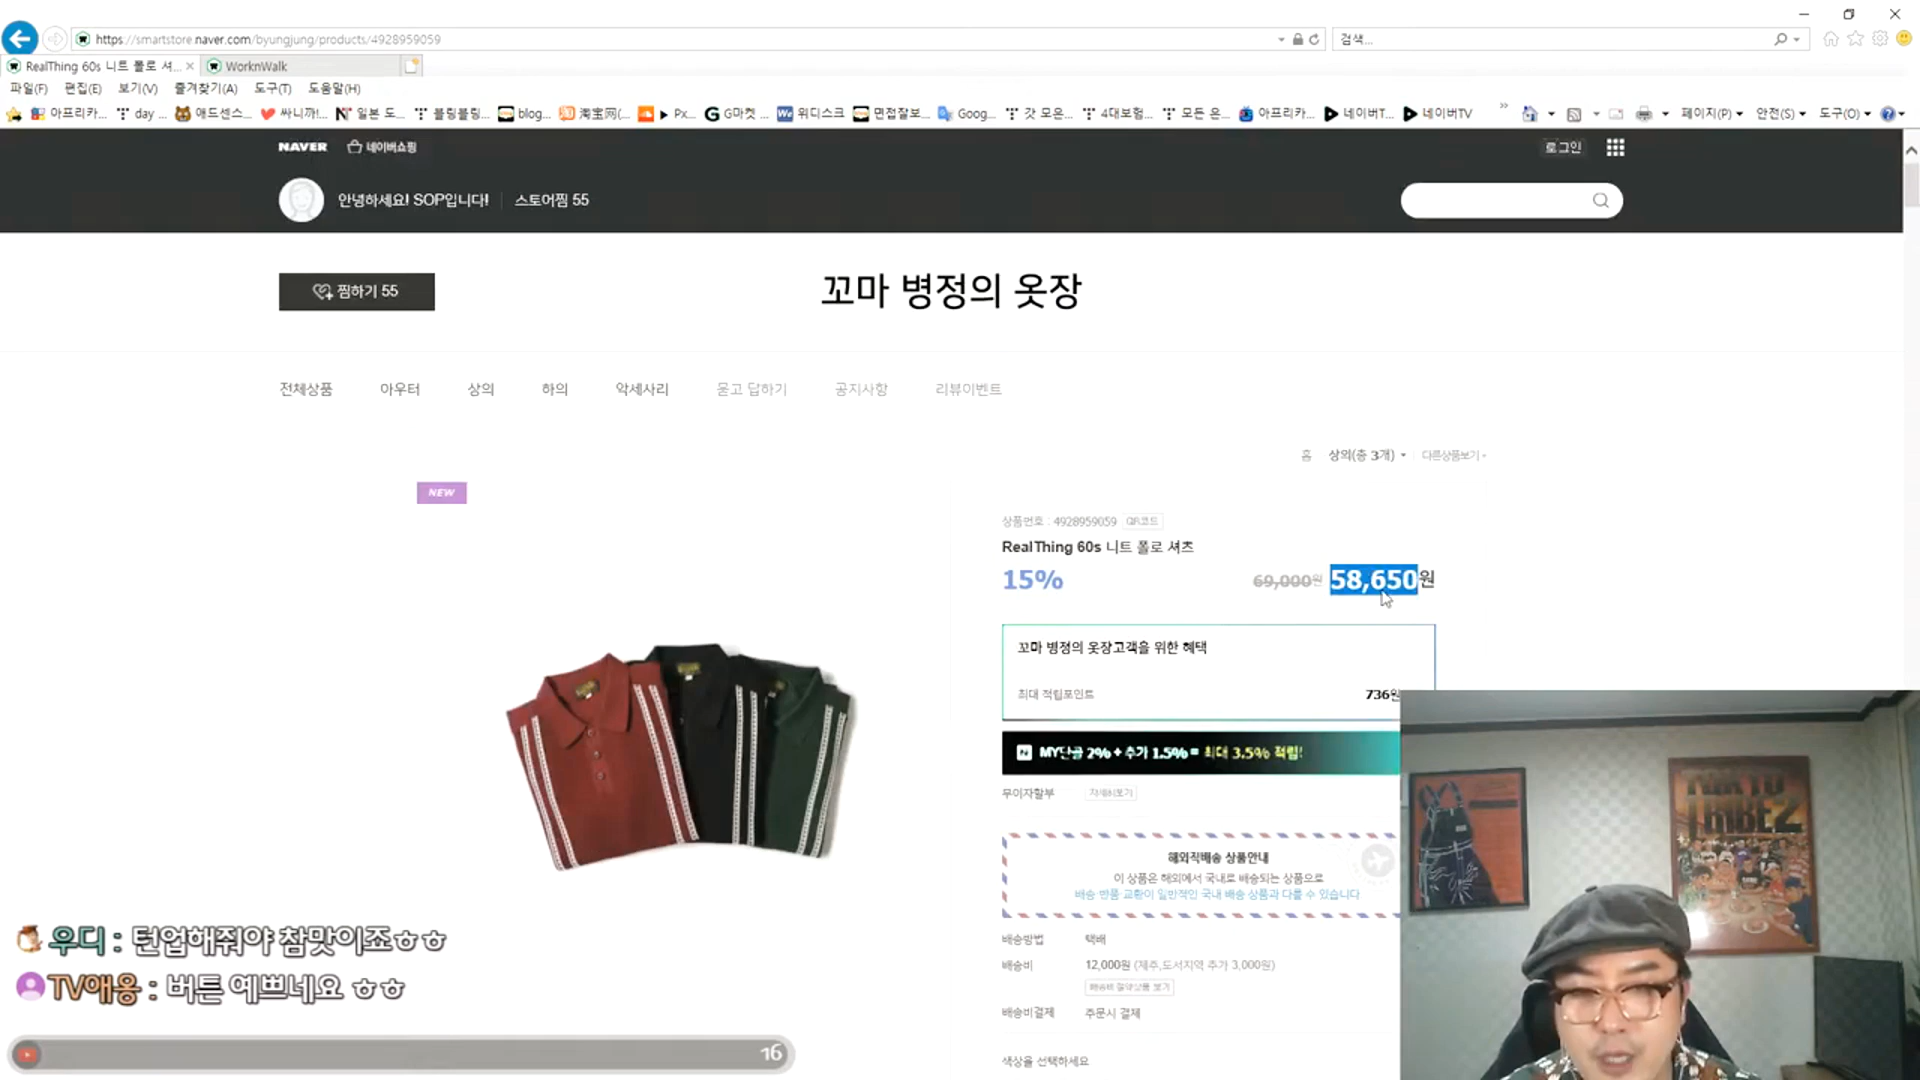 https://smartstore.naver.com/byungjung/products/4928959059
검색...
RealThing 60s 니트 폴로 셔...
WorknWalk
파일(F) 편집(E) 보기(V) 즐겨찾기(A) 도구(T) 도움말(H)
아프리카... day ... 애드센스... 싸니까!... 일본 도... 블링블링... blog... 淘宝网(... Px... G마켓 ... 위디스크 면접잘보... Goog... 갓 모은... 4대보험... 모든 온... 아프리카... 네이버T... 네이버TV
페이지(P) 안전(S) 도구(O)
NAVER 네이버쇼핑
로그인
안녕하세요! SOP입니다! 스토어찜 55
찜하기 55
꼬마 병정의 옷장
전체상품 아우터 상의 하의 악세사리 묻고 답하기 공지사항 리뷰이벤트
홈 상의(총 3개) 다른상품보기
NEW
상품번호 : 4928959059 QR코드
RealThing 60s 니트 폴로 셔츠
15% 69,000원 58,650원
꼬마 병정의 옷장고객을 위한 혜택
최대 적립포인트 736원
MY단골 2% + 추가 1.5% = 최대 3.5% 적립!
무이자할부 자세히보기
해외직배송 상품안내
이 상품은 해외에서 국내로 배송되는 상품으로
배송·반품·교환이 일반적인 국내 배송 상품과 다를 수 있습니다
배송방법 택배
배송비 12,000원 (제주,도서지역 추가 3,000원)
배송비 절약상품 보기
배송비결제 주문시 결제
색상을 선택하세요
우디 : 턴업해줘야 참맛이죠ㅎㅎ
TV애웅 : 버튼 예쁘네요 ㅎㅎ
16
TRIBE2